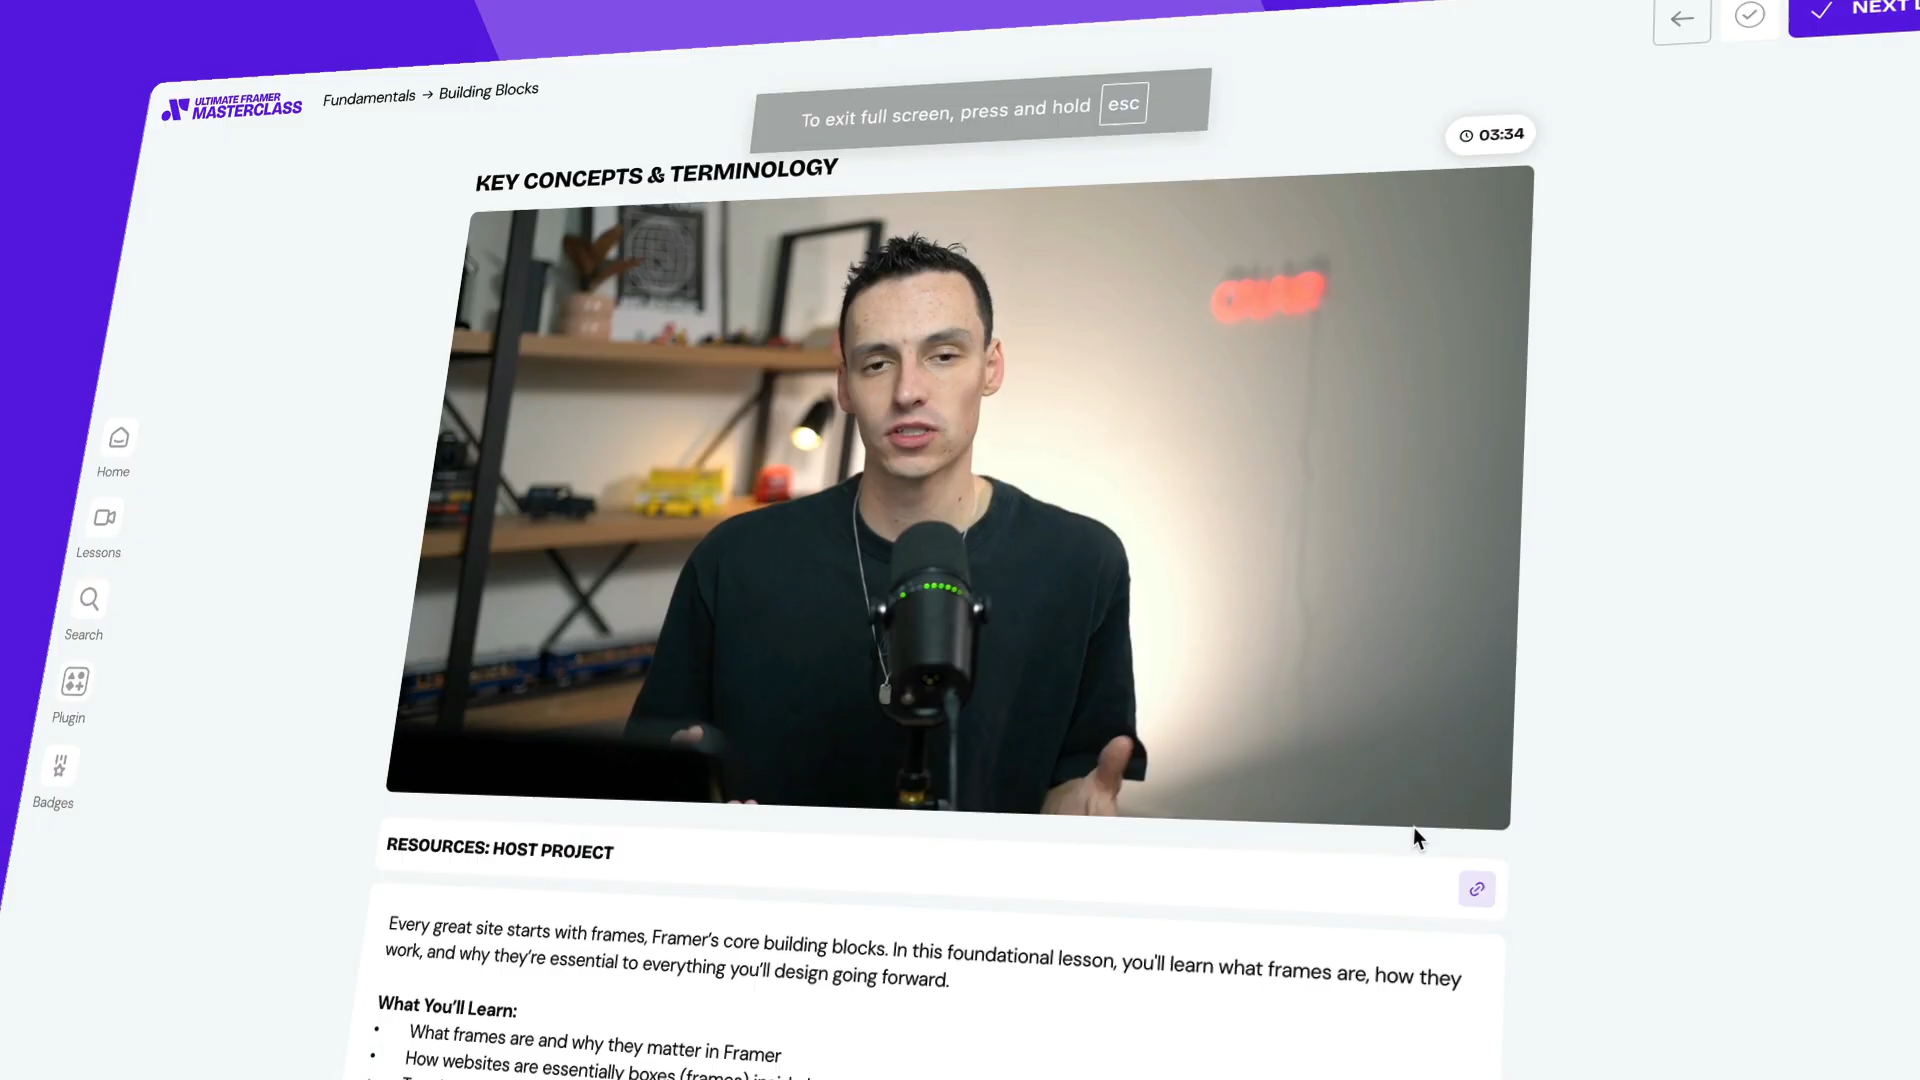 NEXT
ULTIMATE FRAMER
MASTERCLASS
Fundamentals → Building Blocks
To exit full screen, press and hold esc
03:34
KEY CONCEPTS & TERMINOLOGY
Home
Lessons
Search
Plugin
Badges
RESOURCES: HOST PROJECT
Every great site starts with frames, Framer's core building blocks. In this foundational lesson, you'll learn what frames are, how they
work, and why they're essential to everything you'll design going forward.
What You'll Learn:
• What frames are and why they matter in Framer
• How websites are essentially boxes (frames)